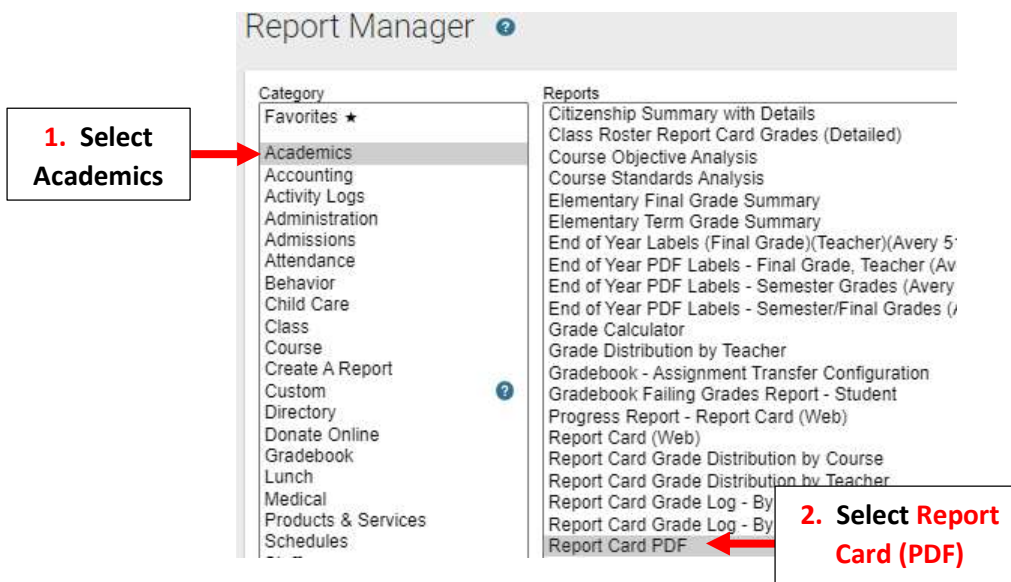 Report Manager
Category
Favorites ★
Academics
Accounting
Activity Logs
Administration
Admissions
Attendance
Behavior
Child Care
Class
Course
Create A Report
Custom
Directory
Donate Online
Gradebook
Lunch
Medical
Products & Services
Schedules
Reports
Citizenship Summary with Details
Class Roster Report Card Grades (Detailed)
Course Objective Analysis
Course Standards Analysis
Elementary Final Grade Summary
Elementary Term Grade Summary
End of Year Labels (Final Grade)(Teacher)(Avery 5
End of Year PDF Labels - Final Grade, Teacher (Av
End of Year PDF Labels - Semester Grades (Avery
End of Year PDF Labels - Semester/Final Grades (
Grade Calculator
Grade Distribution by Teacher
Gradebook - Assignment Transfer Configuration
Gradebook Failing Grades Report - Student
Progress Report - Report Card (Web)
Report Card (Web)
Report Card Grade Distribution by Course
Report Card Grade Distribution by Teacher
Report Card Grade Log - By
Report Card Grade Log - By
Report Card PDF
1. Select
Academics
2. Select Report
Card (PDF)